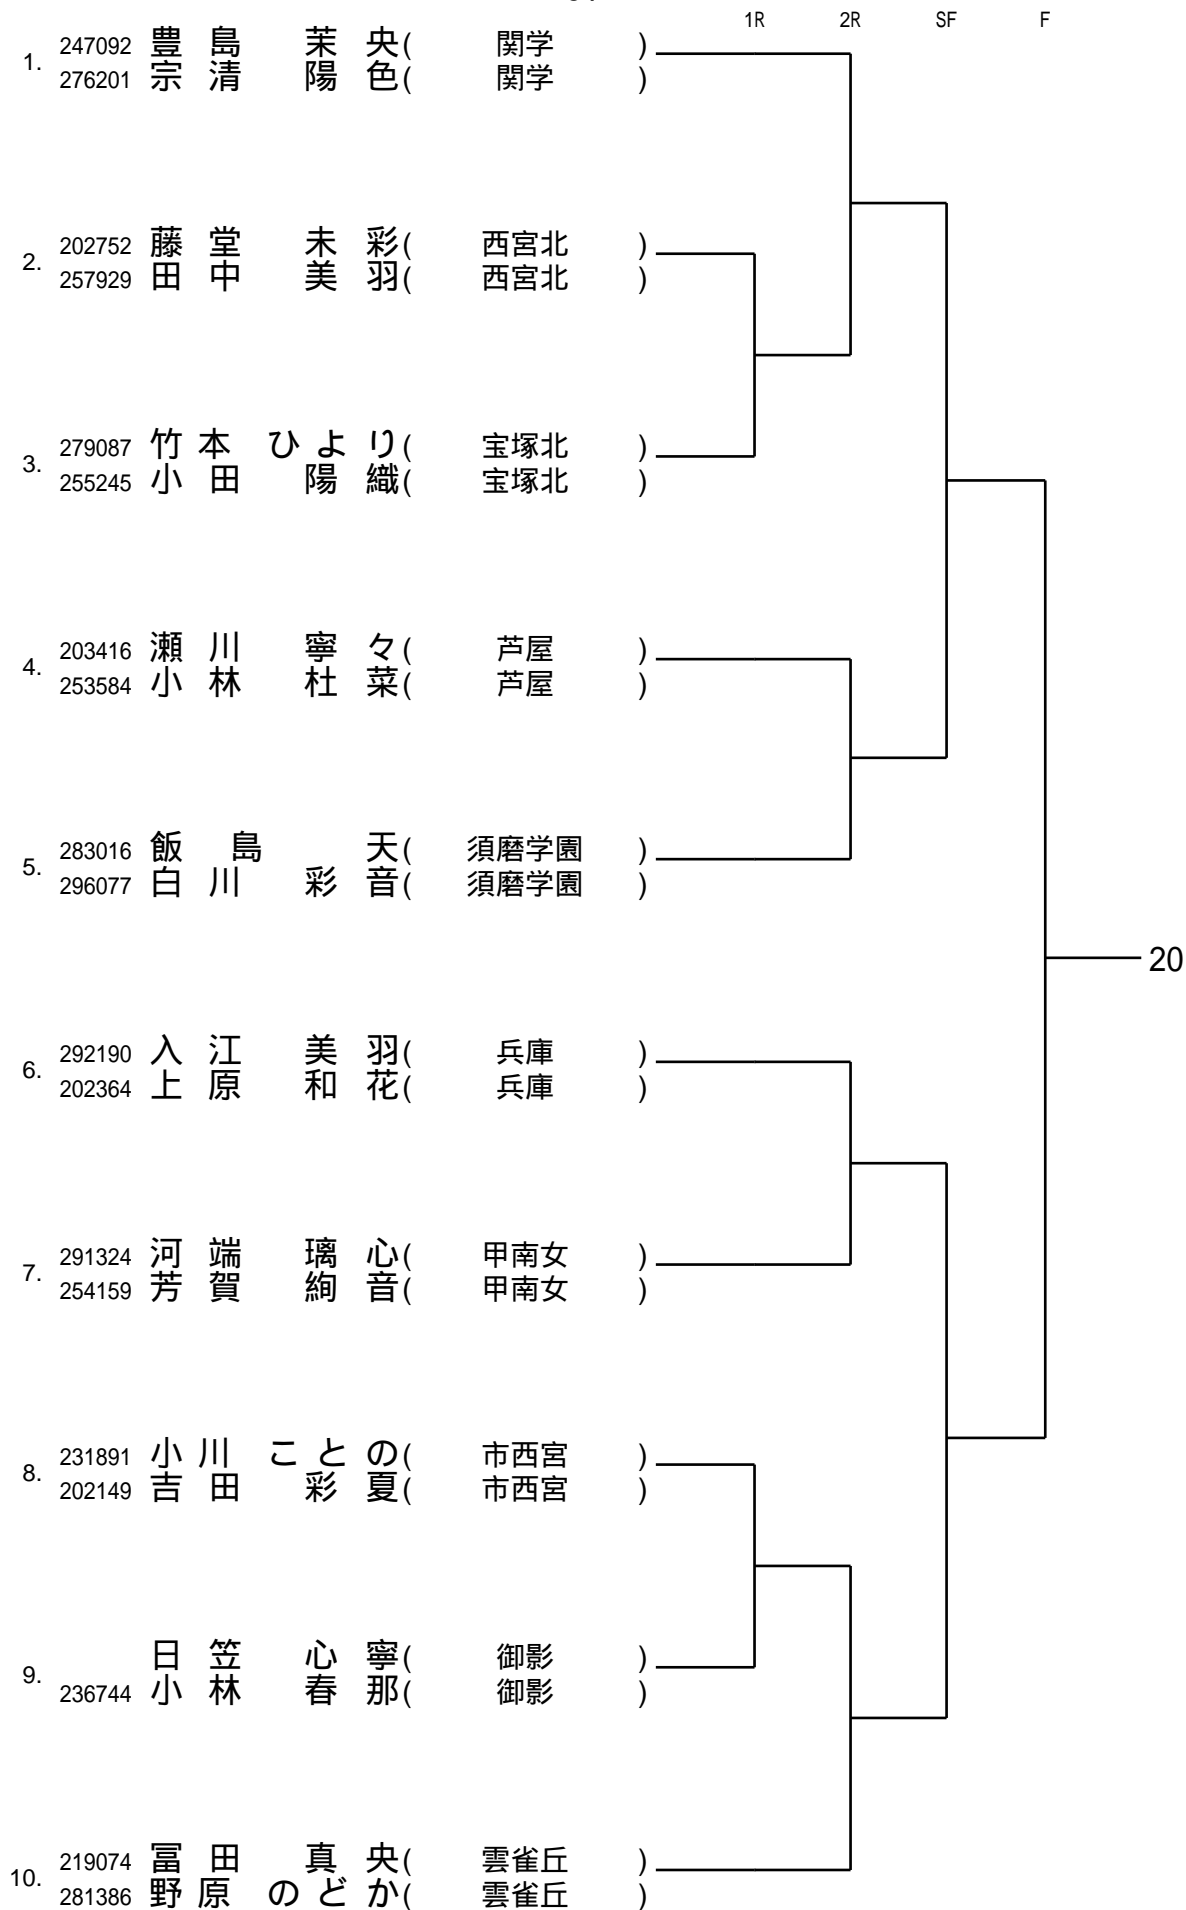 1R 2R SF F
1. 247092 豊島 茉央( 関学 )
276201 宗清 陽色( 関学 )
2. 202752 藤堂 未彩( 西宮北 )
257929 田中 美羽( 西宮北 )
3. 279087 竹本 ひより( 宝塚北 )
255245 小田 陽織( 宝塚北 )
4. 203416 瀬川 寧々( 芦屋 )
253584 小林 杜菜( 芦屋 )
5. 283016 飯島 天( 須磨学園 )
296077 白川 彩音( 須磨学園 )
20
6. 292190 入江 美羽( 兵庫 )
202364 上原 和花( 兵庫 )
7. 291324 河端 璃心( 甲南女 )
254159 芳賀 絢音( 甲南女 )
8. 231891 小川 ことの( 市西宮 )
202149 吉田 彩夏( 市西宮 )
9. 日笠 心寧( 御影 )
236744 小林 春那( 御影 )
10. 219074 冨田 真央( 雲雀丘 )
281386 野原 のどか( 雲雀丘 )